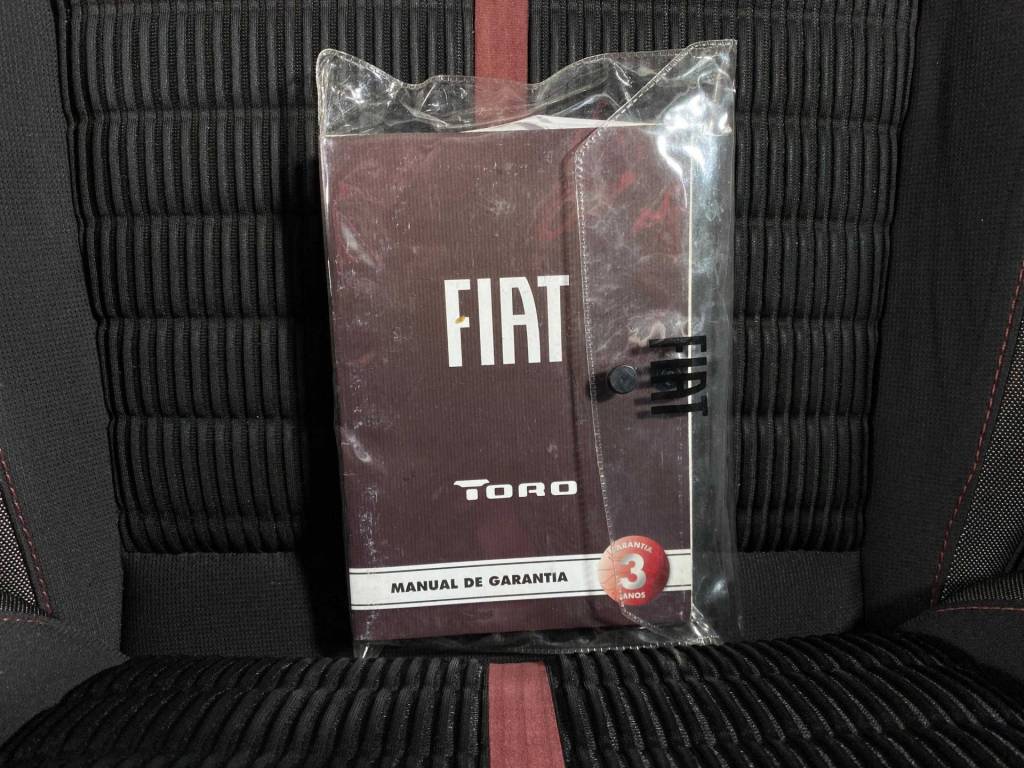 FIAT
FIAT
TORO
MANUAL DE GARANTIA
GARANTIA
3
ANOS